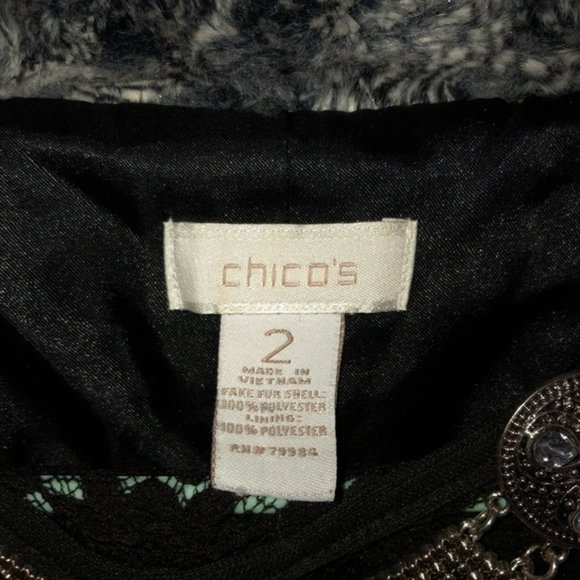 chico's
2
MADE IN
VIETNAM
FAKE FUR SHELL:
100% POLYESTER
LINING:
100% POLYESTER
RN# 79984